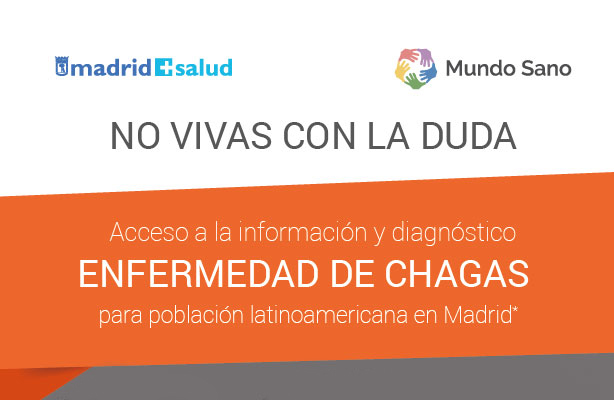 madrid+salud
Mundo Sano
NO VIVAS CON LA DUDA
Acceso a la información y diagnóstico
ENFERMEDAD DE CHAGAS
para población latinoamericana en Madrid*